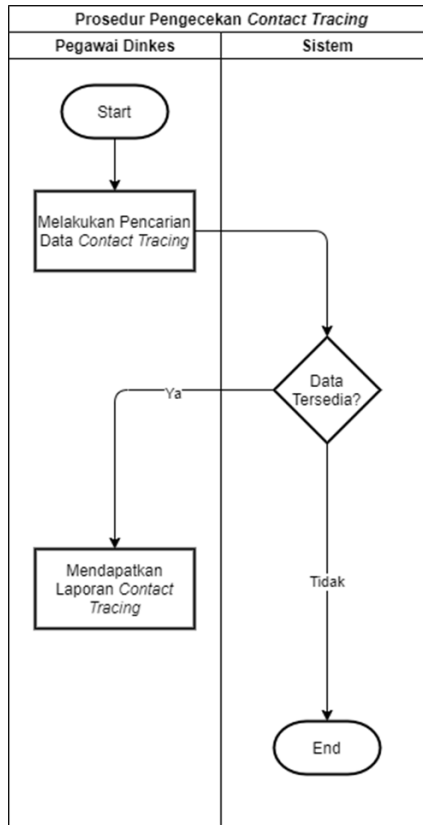 Prosedur Pengecekan Contact Tracing
Pegawai Dinkes
Sistem
Start
Melakukan Pencarian
Data Contact Tracing
Data
Tersedia?
Ya
Mendapatkan
Laporan Contact
Tracing
Tidak
End